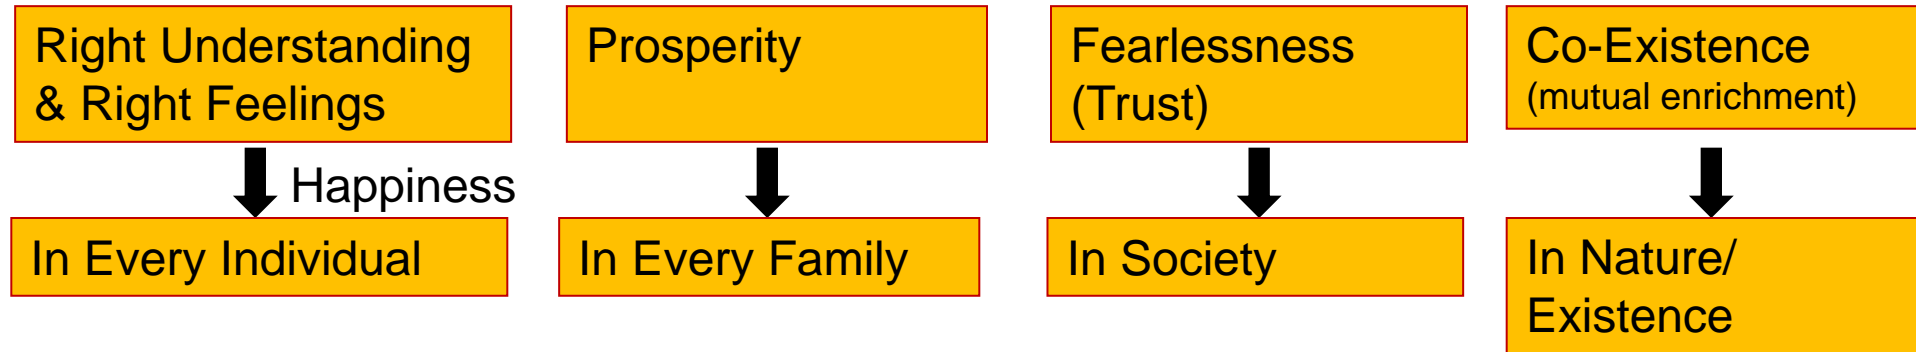 Right Understanding
& Right Feelings
Happiness
In Every Individual
Prosperity
In Every Family
Fearlessness
(Trust)
In Society
Co-Existence
(mutual enrichment)
In Nature/
Existence